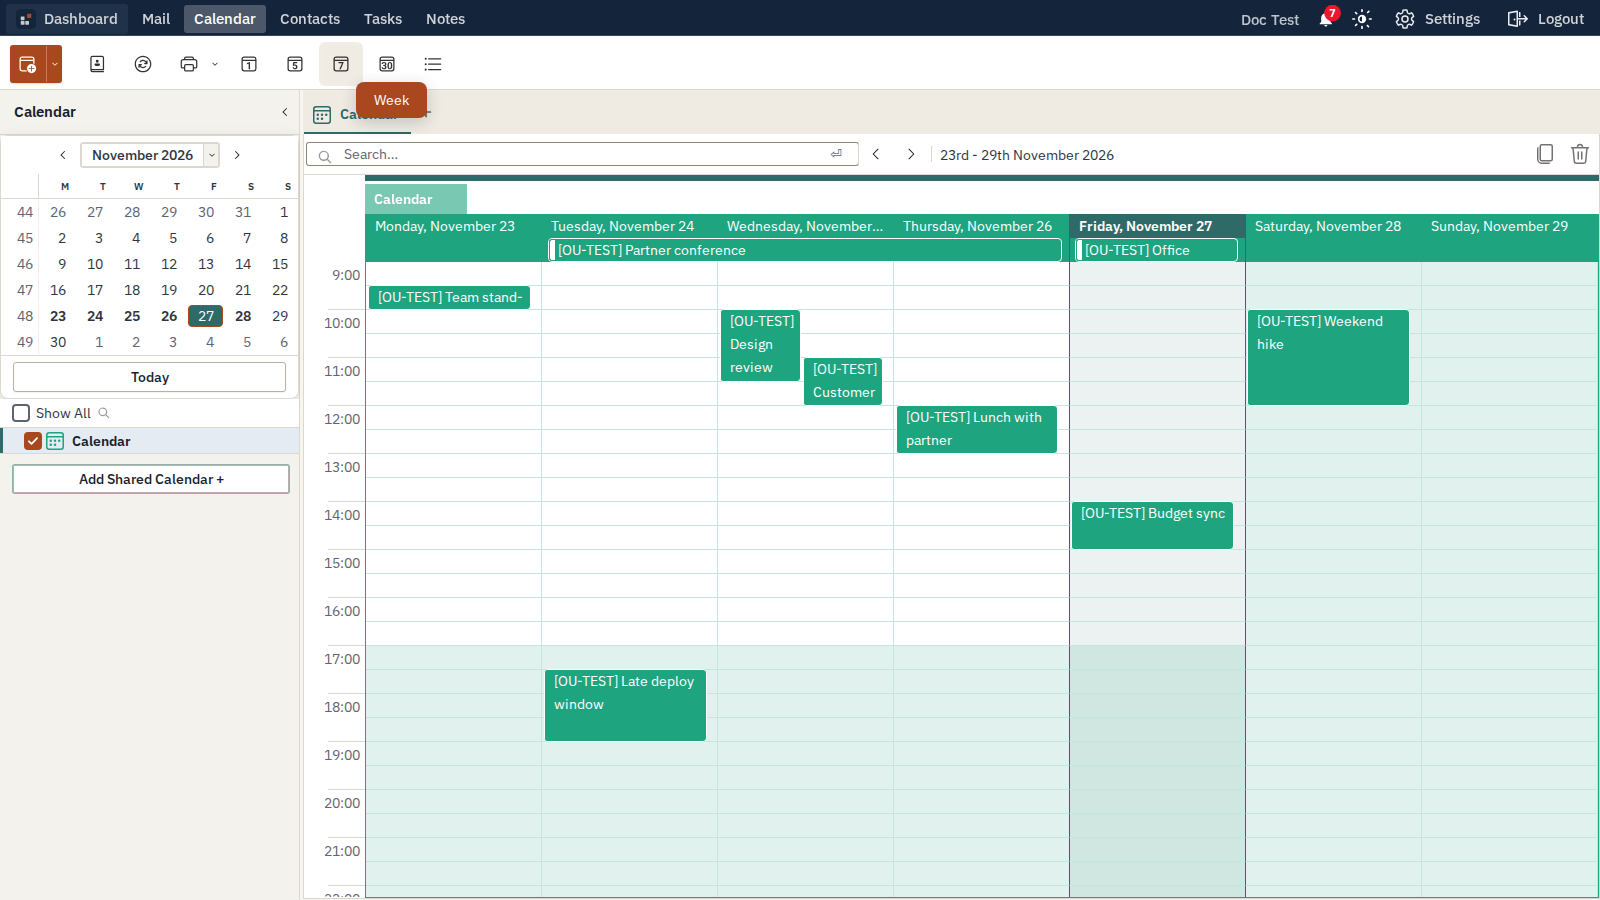 Dashboard
Mail
Calendar
Contacts
Tasks
Notes
Doc Test
7
Settings
Logout
1
5
7
30
Week
Calendar
November 2026
M T W T F S S
44 26 27 28 29 30 31 1
45 2 3 4 5 6 7 8
46 9 10 11 12 13 14 15
47 16 17 18 19 20 21 22
48 23 24 25 26 27 28 29
49 30 1 2 3 4 5 6
Today
Show All
Calendar
Add Shared Calendar +
Search...
23rd - 29th November 2026
Calendar
Monday, November 23
Tuesday, November 24
Wednesday, November...
Thursday, November 26
Friday, November 27
Saturday, November 28
Sunday, November 29
[OU-TEST] Partner conference
[OU-TEST] Office
9:00
10:00
11:00
12:00
13:00
14:00
15:00
16:00
17:00
18:00
19:00
20:00
21:00
[OU-TEST] Team stand-
[OU-TEST] Late deploy
window
[OU-TEST]
Design
review
[OU-TEST]
Customer
[OU-TEST] Lunch with
partner
[OU-TEST] Budget sync
[OU-TEST] Weekend
hike